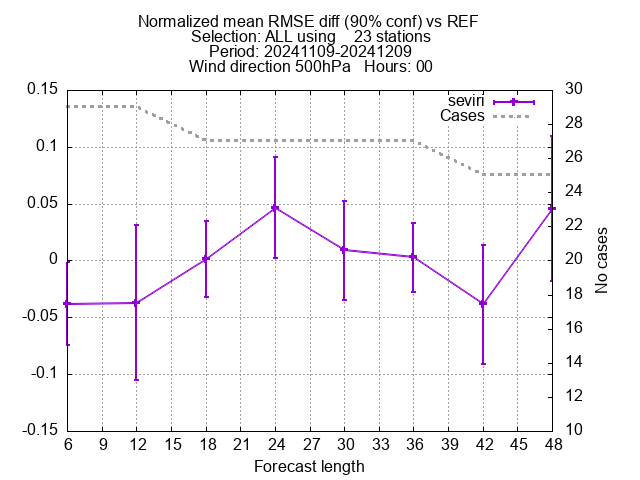 Normalized mean RMSE diff (90% conf) vs REF
Selection: ALL using    23 stations
Period: 20241109-20241209
Wind direction 500hPa   Hours: 00
seviri
Cases
0.15
0.1
0.05
0
-0.05
-0.1
-0.15
30
28
26
24
22
20
18
16
14
12
10
No cases
6 9 12 15 18 21 24 27 30 33 36 39 42 45 48
Forecast length